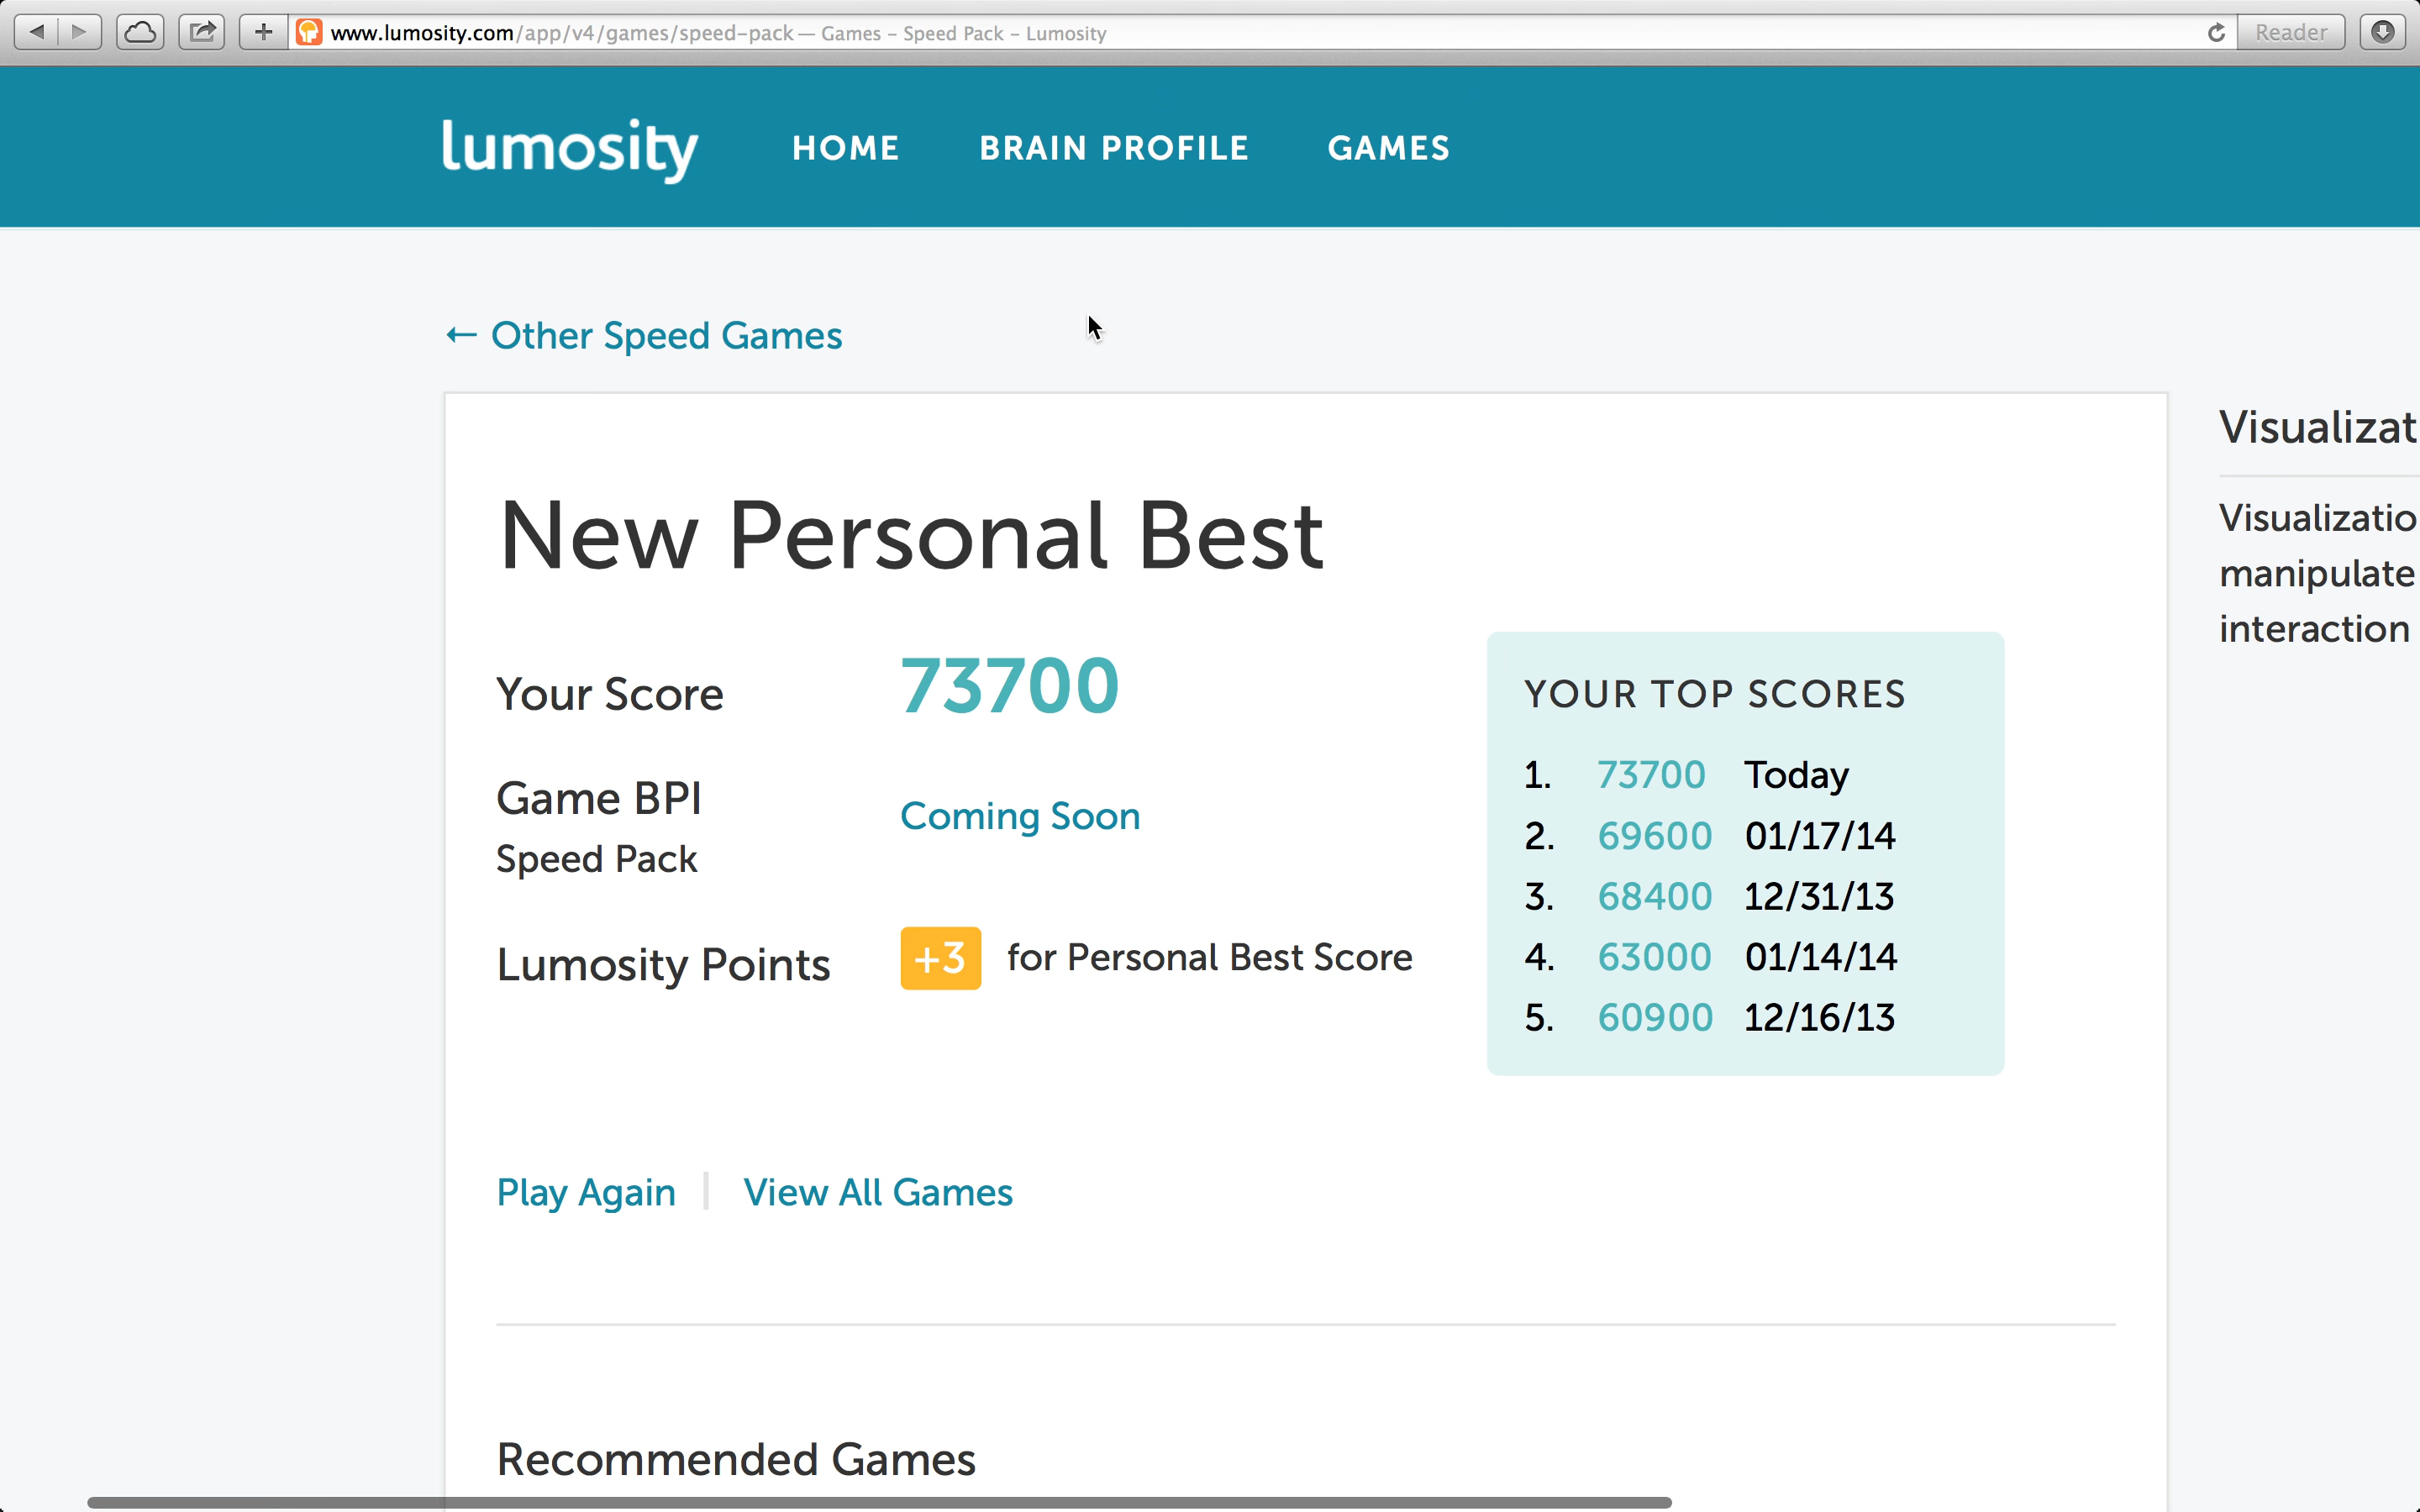 www.lumosity.com/app/v4/games/speed-pack — Games – Speed Pack – Lumosity
Reader
lumosity HOME BRAIN PROFILE GAMES
← Other Speed Games
New Personal Best
Your Score 73700
Game BPI
Speed Pack
Coming Soon
Lumosity Points +3 for Personal Best Score
YOUR TOP SCORES
1. 73700 Today
2. 69600 01/17/14
3. 68400 12/31/13
4. 63000 01/14/14
5. 60900 12/16/13
Play Again | View All Games
Recommended Games
Visualizat
Visualizatio
manipulate
interaction